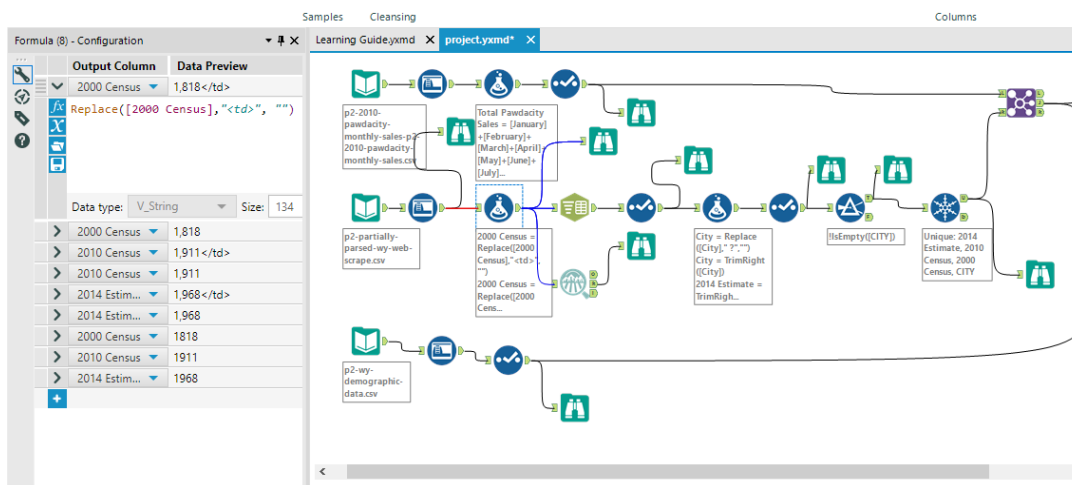 Samples Cleansing Columns
Formula (8) - Configuration
Learning Guide.yxmd
project.yxmd*
Output Column Data Preview
2000 Census 1,818</td>
Replace([2000 Census],"<td>", "")
Data type: V_String Size: 134
2000 Census 1,818
2010 Census 1,911</td>
2010 Census 1,911
2014 Estim... 1,968</td>
2014 Estim... 1,968
2000 Census 1818
2010 Census 1911
2014 Estim... 1968
p2-2010-
pawdacity-
monthly-sales-p2-
2010-pawdacity-
monthly-sales.csv
Total Pawdacity
Sales = [January]
+[February]+
[March]+[April]+
[May]+[June]+
[July]...
p2-partially-
parsed-wy-web-
scrape.csv
2000 Census =
Replace([2000
Census],"<td>",
"")
2000 Census =
Replace([2000
Cens...
City = Replace
([City]," ?","")
City = TrimRight
([City])
2014 Estimate =
TrimRig...
!IsEmpty([CITY])
Unique: 2014
Estimate, 2010
Census, 2000
Census, CITY
p2-wy-
demographic-
data.csv